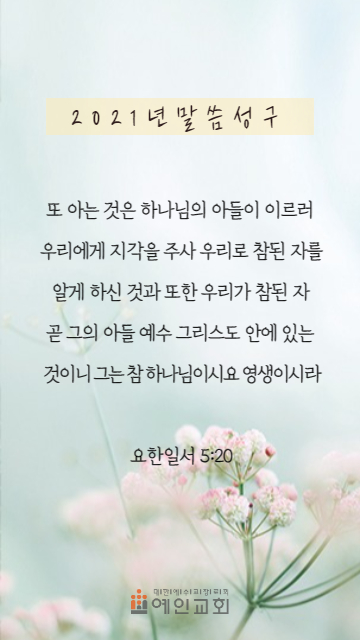 2021년말씀성구
또 아는 것은 하나님의 아들이 이르러
우리에게 지각을 주사 우리로 참된 자를
알게 하신 것과 또한 우리가 참된 자
곧 그의 아들 예수 그리스도 안에 있는
것이니 그는 참 하나님이시요 영생이시라
요한일서 5:20
예인교회